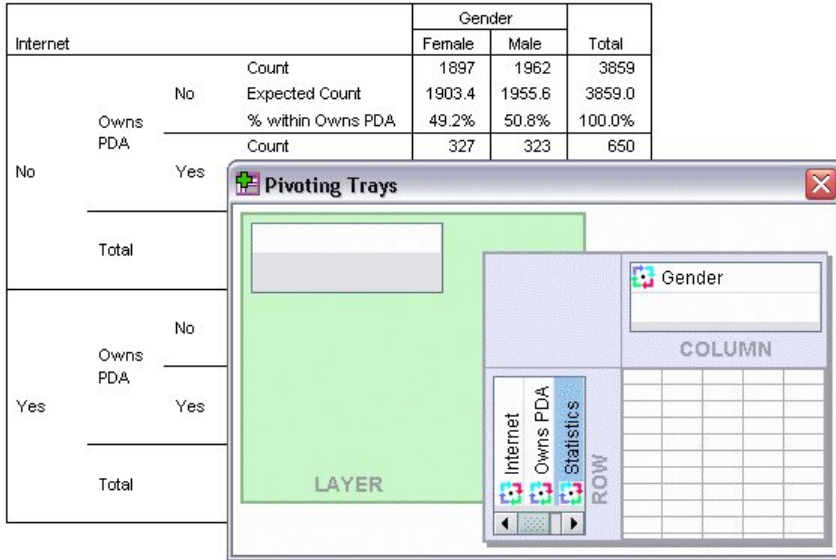 Gender
Internet Female Male Total
Count 1897 1962 3859
No Expected Count 1903.4 1955.6 3859.0
Owns % within Owns PDA 49.2% 50.8% 100.0%
PDA Count 327 323 650
No Yes
Total
No
Owns
PDA
Yes Yes
Total
Pivoting Trays
LAYER
Gender
COLUMN
Internet
Owns PDA
Statistics
ROW